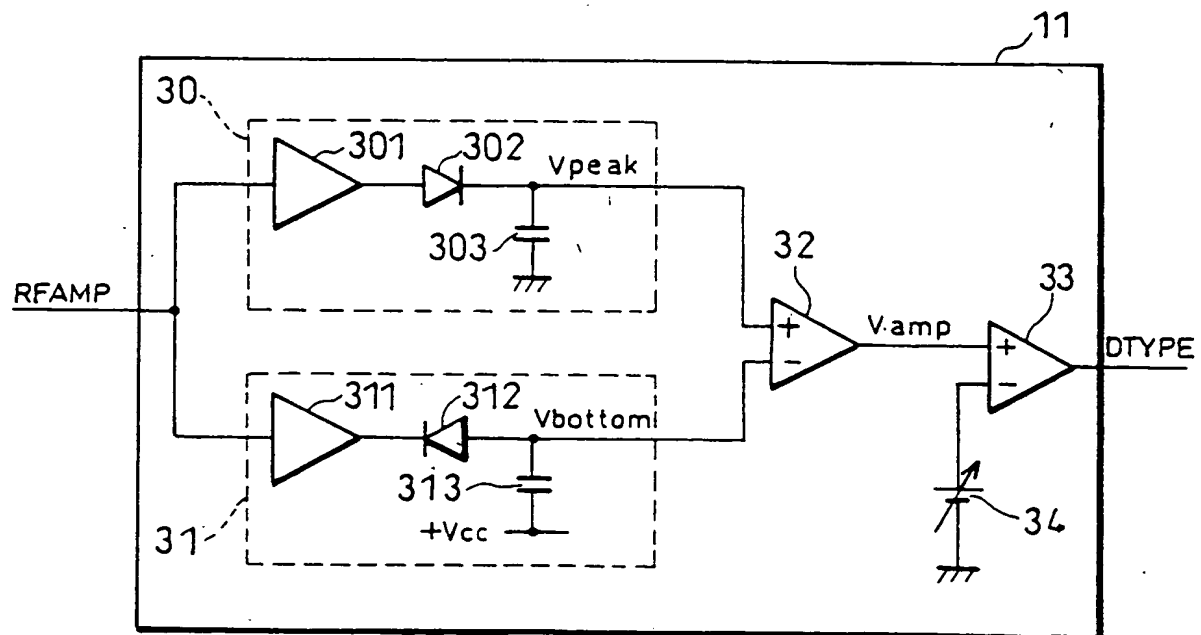 11
30
301
302
Vpeak
303
32
33
RFAMP
+
-
V.amp
+
-
DTYPE
311
312
Vbottom
313
+Vcc
31
34